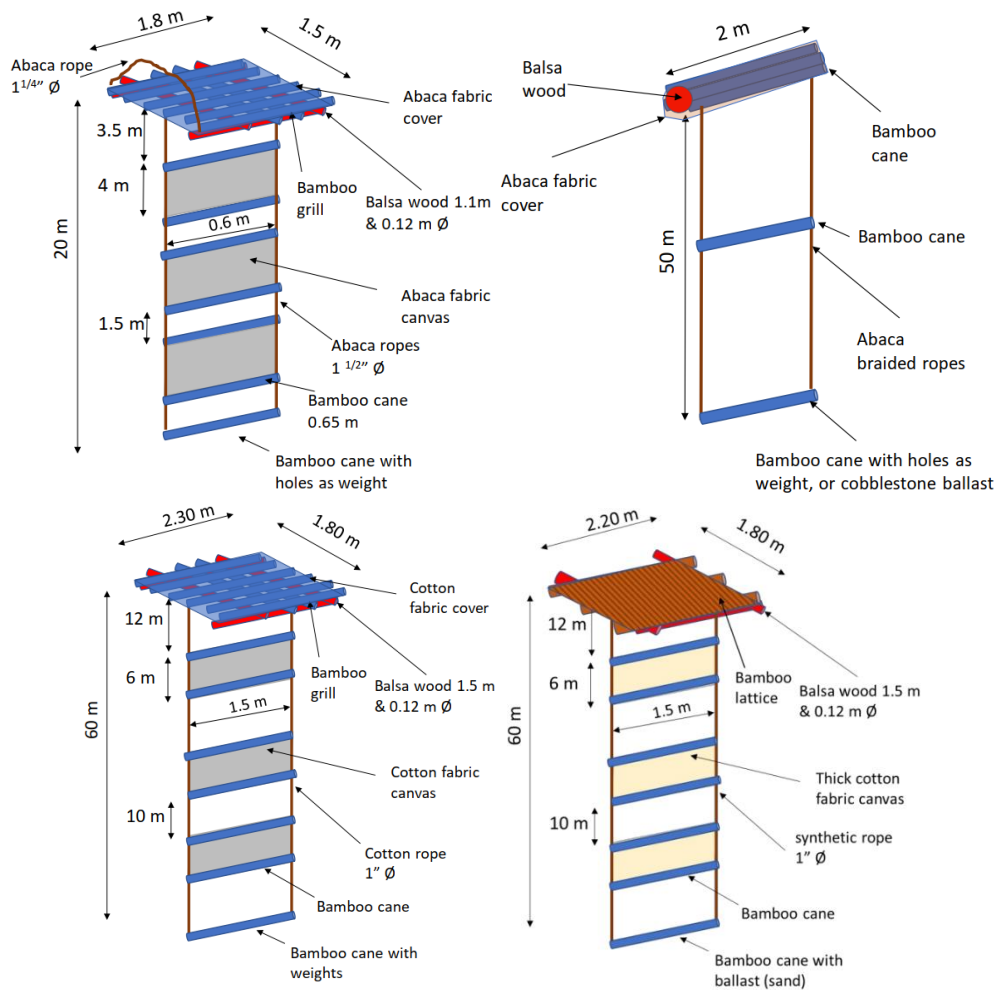 1.8 m
1.5 m
Abaca rope
1 1/4” Ø
Abaca fabric
cover
3.5 m
4 m
20 m
0.6 m
Bamboo
grill
Balsa wood 1.1m
& 0.12 m Ø
Abaca fabric
canvas
1.5 m
Abaca ropes
1 1/2” Ø
Bamboo cane
0.65 m
Bamboo cane with
holes as weight
2 m
Balsa
wood
Bamboo
cane
Abaca fabric
cover
Bamboo cane
50 m
Abaca
braided ropes
Bamboo cane with holes as
weight, or cobblestone ballast
2.30 m
1.80 m
Cotton
fabric cover
12 m
6 m
60 m
1.5 m
Bamboo
grill
Balsa wood 1.5 m
& 0.12 m Ø
Cotton fabric
canvas
10 m
Cotton rope
1” Ø
Bamboo cane
Bamboo cane with
weights
2.20 m
1.80 m
12 m
6 m
60 m
1.5 m
Bamboo
lattice
Balsa wood 1.5 m
& 0.12 m Ø
Thick cotton
fabric canvas
10 m
synthetic rope
1” Ø
Bamboo cane
Bamboo cane with
ballast (sand)